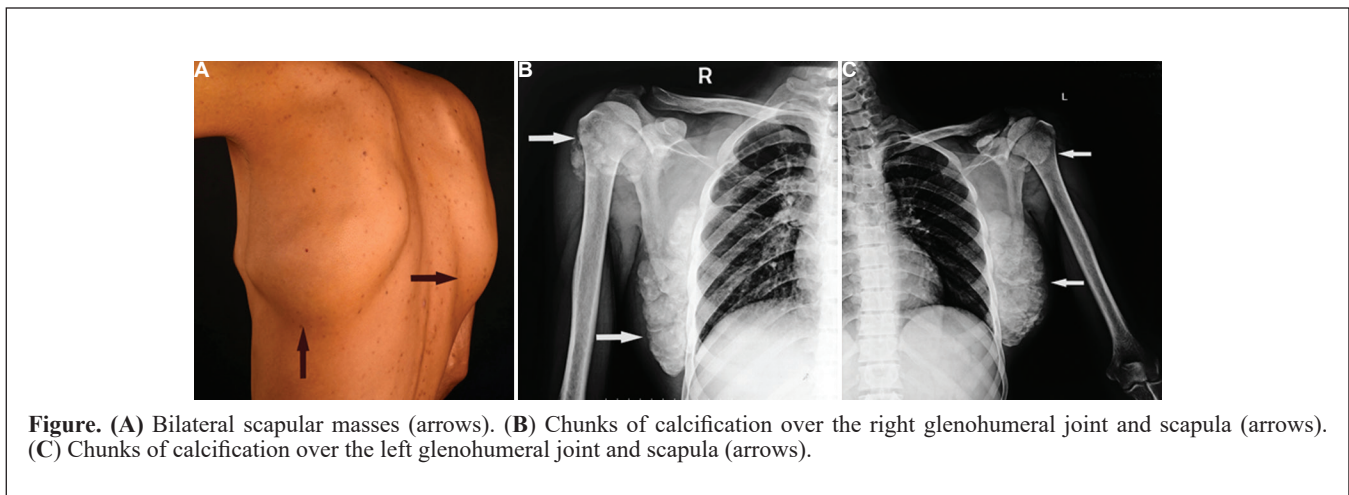 A B R C L
Figure. (A) Bilateral scapular masses (arrows). (B) Chunks of calcification over the right glenohumeral joint and scapula (arrows).
(C) Chunks of calcification over the left glenohumeral joint and scapula (arrows).